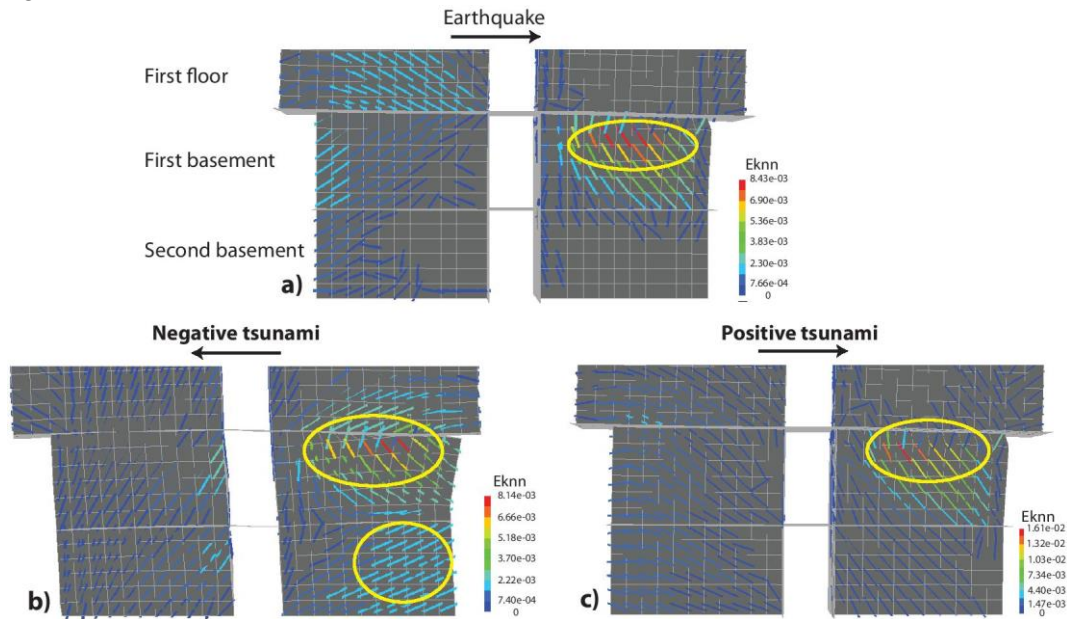 Earthquake
First floor
First basement
Second basement
a)
Eknn
8.43e-03
6.90e-03
5.36e-03
3.83e-03
2.30e-03
7.66e-04
0
Negative tsunami
b)
Eknn
8.14e-03
6.66e-03
5.18e-03
3.70e-03
2.22e-03
7.40e-04
0
Positive tsunami
c)
Eknn
1.61e-02
1.32e-02
1.03e-02
7.34e-03
4.40e-03
1.47e-03
0